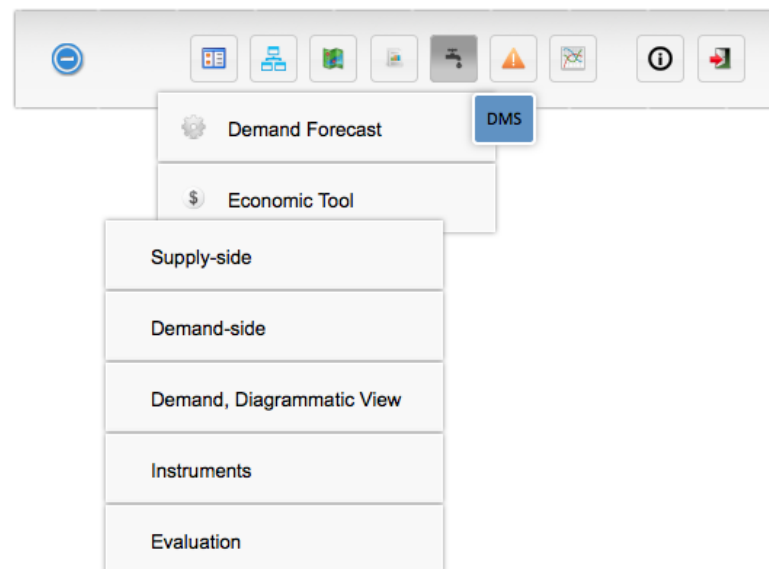 DMS
Demand Forecast
$ Economic Tool
Supply-side
Demand-side
Demand, Diagrammatic View
Instruments
Evaluation